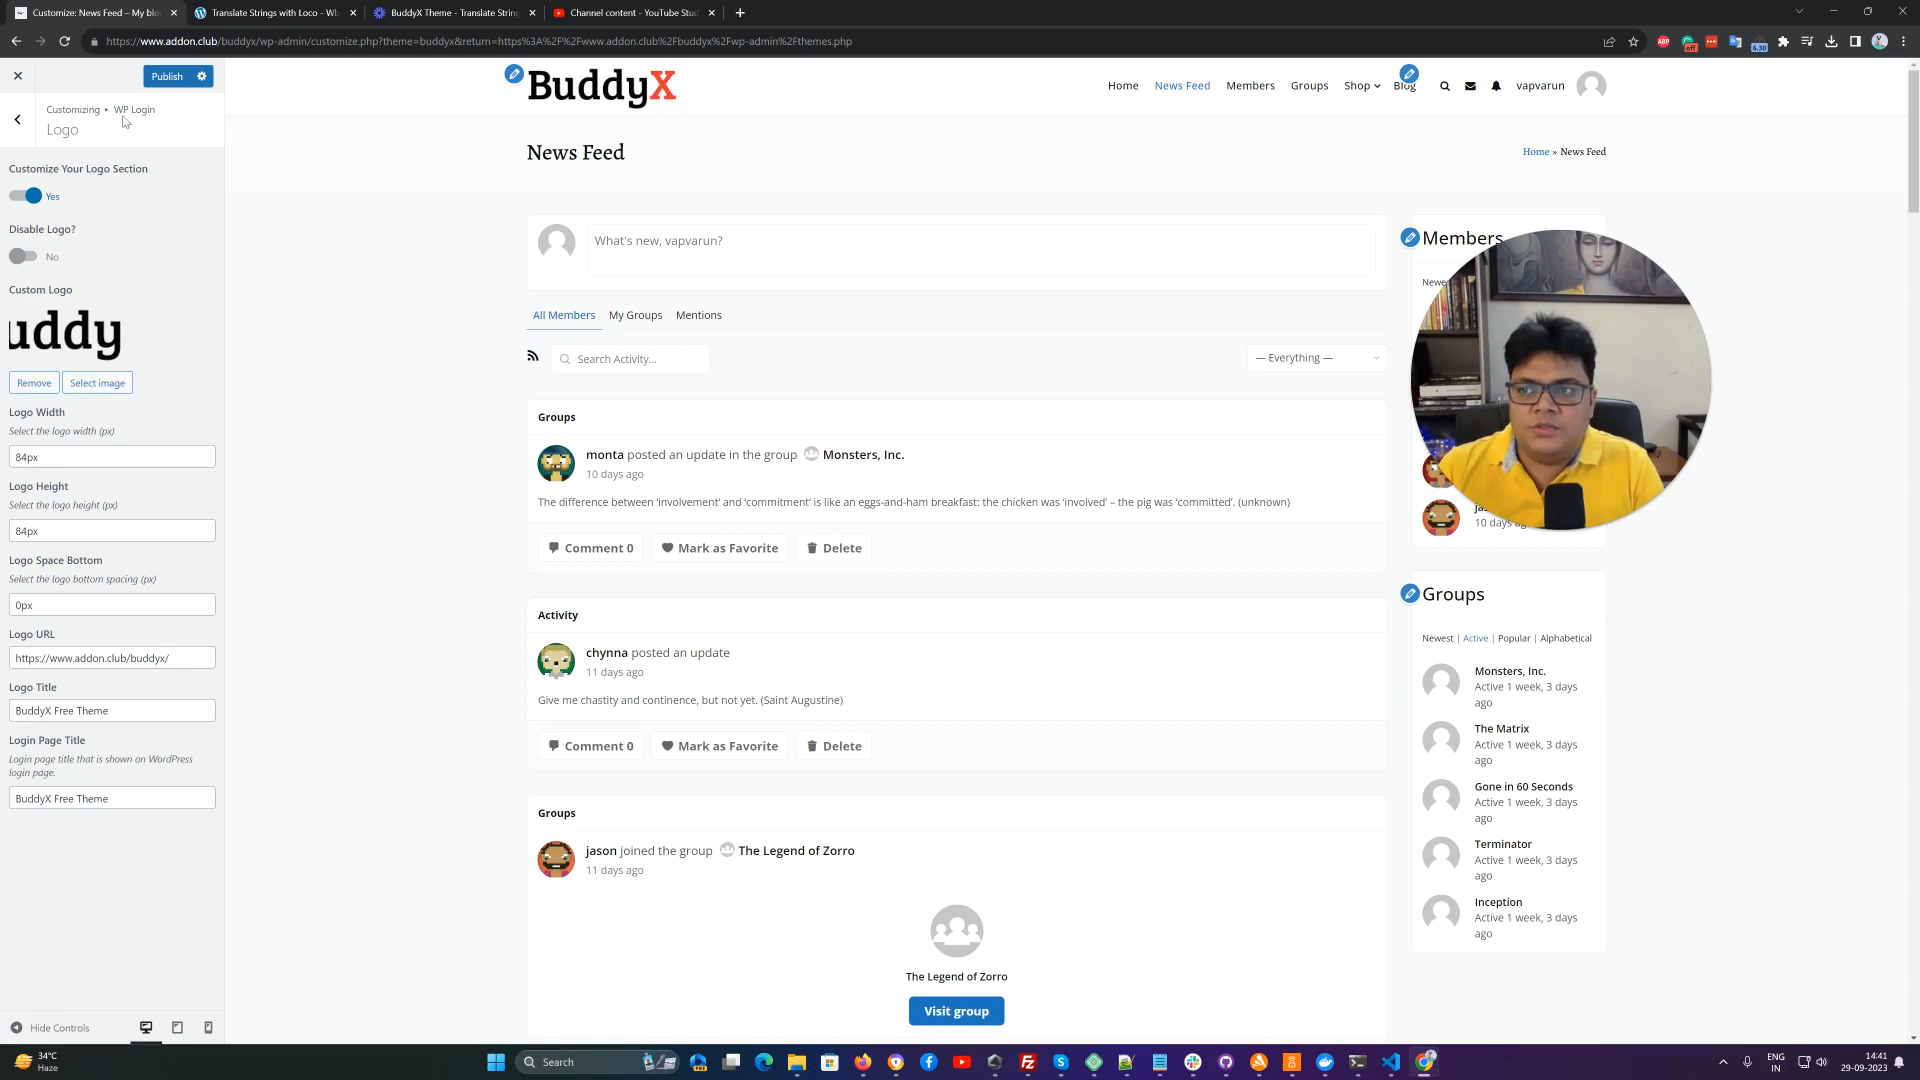 Customize: News Feed – My blo
Translate Strings with Loco - Wb
BuddyX Theme - Translate String
Channel content - YouTube Stud
https://www.addon.club/buddyx/wp-admin/customize.php?theme=buddyx&return=https%3A%2F%2Fwww.addon.club%2Fbuddyx%2Fwp-admin%2Fthemes.php
ABP
off
6.30
Publish
Customizing ▸ WP Login
Logo
BuddyX
Home
News Feed
Members
Groups
Shop
Blog
vapvarun
News Feed
Home » News Feed
Customize Your Logo Section
Yes
Disable Logo?
No
Custom Logo
uddy
Remove
Select image
Logo Width
Select the logo width (px)
84px
Logo Height
Select the logo height (px)
84px
Logo Space Bottom
Select the logo bottom spacing (px)
0px
Logo URL
https://www.addon.club/buddyx/
Logo Title
BuddyX Free Theme
Login Page Title
Login page title that is shown on WordPress
login page.
BuddyX Free Theme
Hide Controls
What's new, vapvarun?
All Members
My Groups
Mentions
Search Activity...
— Everything —
Groups
monta posted an update in the group Monsters, Inc.
10 days ago
The difference between ‘involvement’ and ‘commitment’ is like an eggs-and-ham breakfast: the chicken was ‘involved’ – the pig was ‘committed’. (unknown)
Comment 0
Mark as Favorite
Delete
Activity
chynna posted an update
11 days ago
Give me chastity and continence, but not yet. (Saint Augustine)
Comment 0
Mark as Favorite
Delete
Groups
jason joined the group The Legend of Zorro
11 days ago
The Legend of Zorro
Visit group
Members
Newe
10 days ag
Groups
Newest | Active | Popular | Alphabetical
Monsters, Inc.
Active 1 week, 3 days
ago
The Matrix
Active 1 week, 3 days
ago
Gone in 60 Seconds
Active 1 week, 3 days
ago
Terminator
Active 1 week, 3 days
ago
Inception
Active 1 week, 3 days
ago
34°C
Haze
Search
PRE
ENG
IN
14:41
29-09-2023